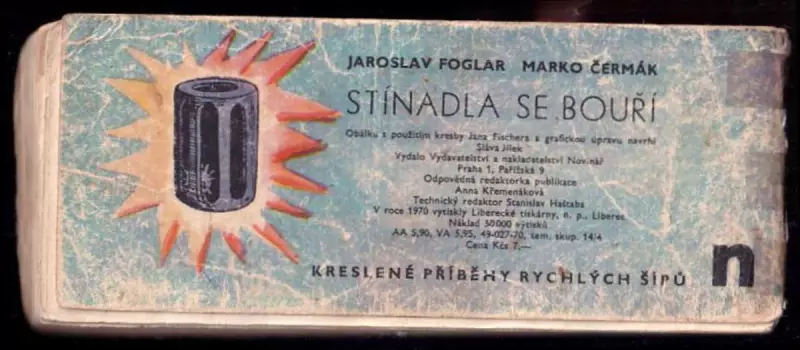 JAROSLAV FOGLAR MARKO ČERMÁK
STÍNADLA SE BOUŘÍ
Obálku s použitím kresby Jana Fischera a grafickou úpravu navrhl
Sláva Jílek
Vydalo Vydavatelství a nakladatelství Novinář
Praha 1, Pařížská 9
Odpovědná redaktorka publikace
Anna Křemenáková
Technický redaktor Stanislav Haštaba
V roce 1970 vytiskly Liberecké tiskárny, n. p., Liberec
Náklad 50 000 výtisků
AA 5,90, VA 5,95, 49-027-70, tem. skup. 14/4
Cena Kčs 7,—
KRESLENÉ PŘÍBĚHY RYCHLÝCH ŠÍPŮ
n